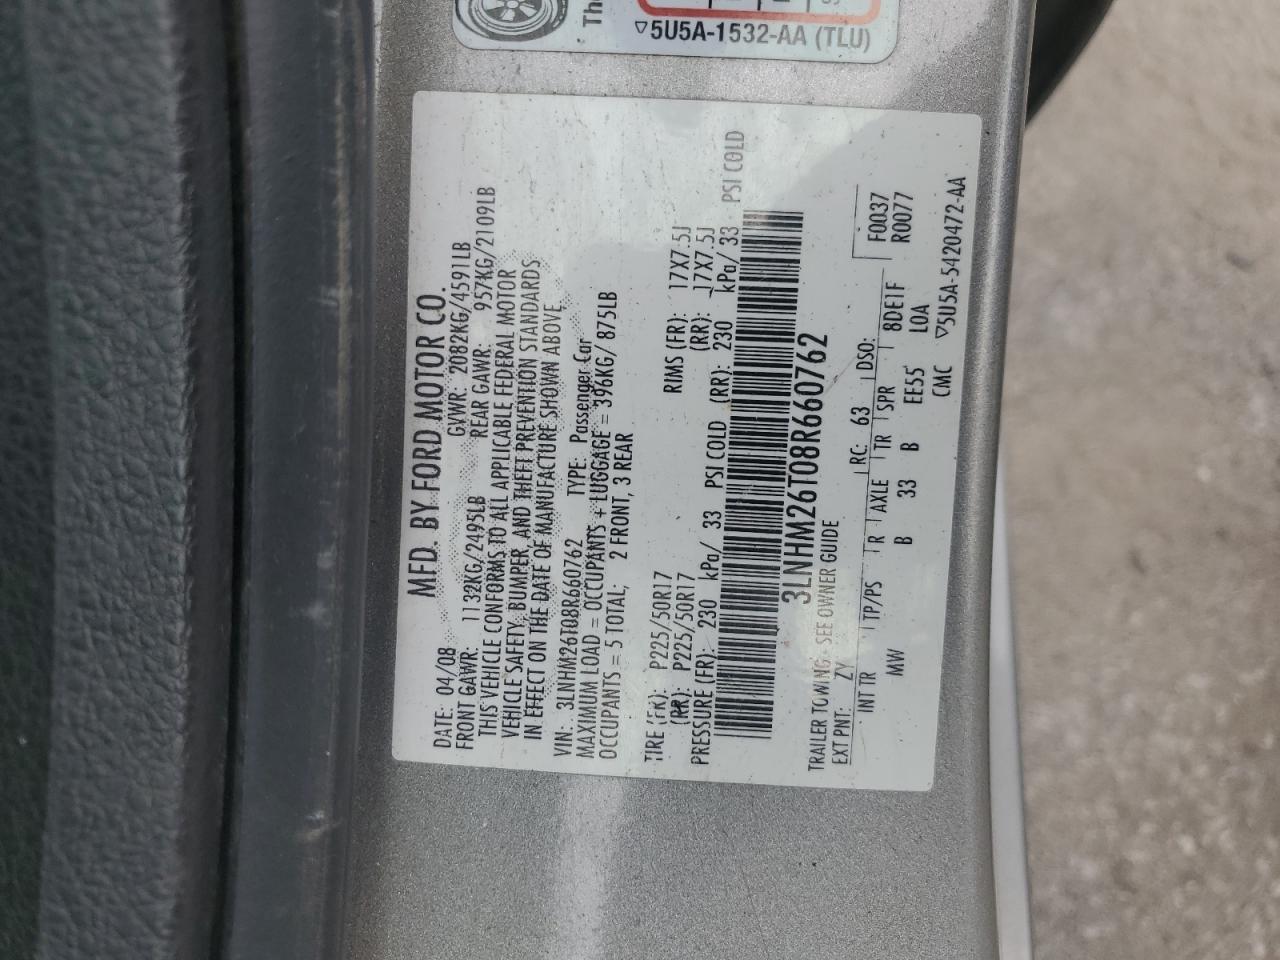 Th
▽5U5A-1532-AA (TLU)
MFD. BY FORD MOTOR CO.
DATE: 04/08 GVWR: 2082KG/4591LB
FRONT GAWR: 1132KG/2495LB REAR GAWR: 957KG/2109LB
THIS VEHICLE CONFORMS TO ALL APPLICABLE FEDERAL MOTOR
VEHICLE SAFETY, BUMPER, AND THEFT PREVENTION STANDARDS
IN EFFECT ON THE DATE OF MANUFACTURE SHOWN ABOVE.
VIN: 3LNHM26T08R660762 TYPE: Passenger Car
MAXIMUM LOAD = OCCUPANTS + LUGGAGE = 396KG/ 875LB
OCCUPANTS = 5 TOTAL; 2 FRONT, 3 REAR
TIRE (FR): P225/50R17 RIMS (FR): 17X7.5J
(RR): P225/50R17 (RR): 17X7.5J
PRESSURE (FR): 230 kPa/ 33 PSI COLD (RR): 230 kPa/ 33 PSI COLD
3LNHM26T08R660762
TRAILER TOWING- SEE OWNER GUIDE
EXT PNT: ZY RC: 63 DSO: F0037
INT TR TP/PS R AXLE TR SPR 8DE1F R0077
MW B 33 B EE55 LOA
CMC ▽5U5A-5420472-AA